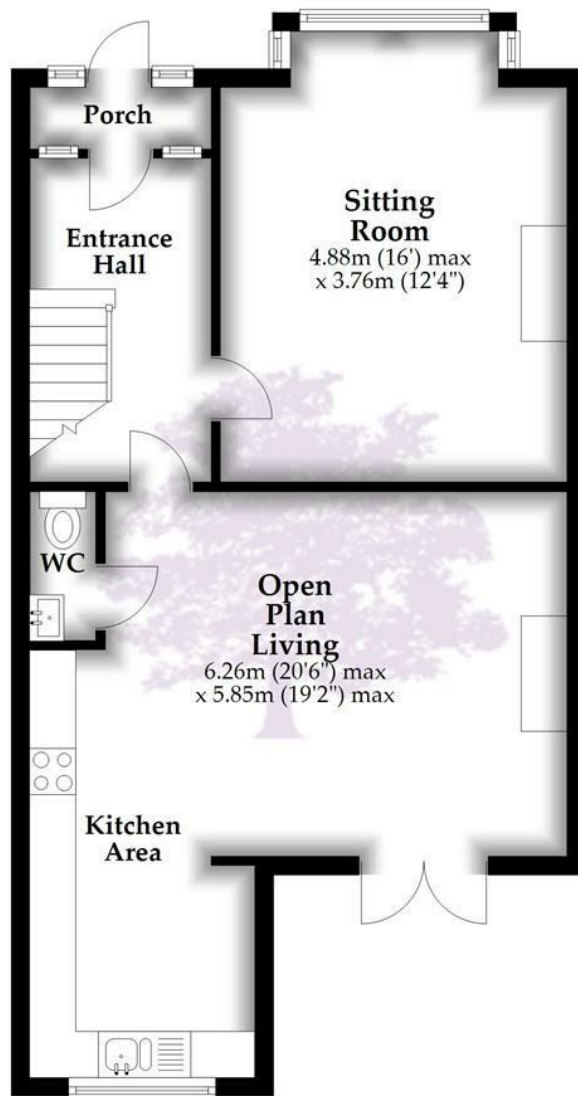 Porch
Entrance
Hall
Sitting
Room
4.88m (16') max
x 3.76m (12'4")
WC
Open
Plan
Living
6.26m (20'6") max
x 5.85m (19'2") max
Kitchen
Area